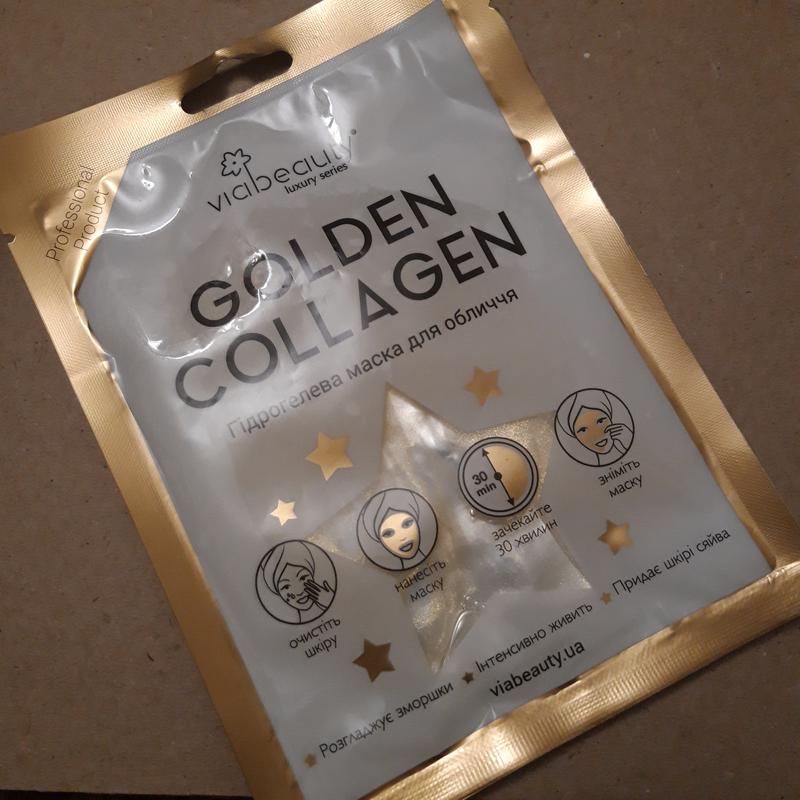 Professional
Product
viabeauty®
luxury series
GOLDEN
COLLAGEN
Гідрогелева маска для обличчя
очистіть
шкіру
нанесіть
маску
30
min
зачекайте
30 хвилин
зніміть
маску
Розгладжує зморшки ★ Інтенсивно живить ★ Придає шкірі сяйва
viabeauty.ua